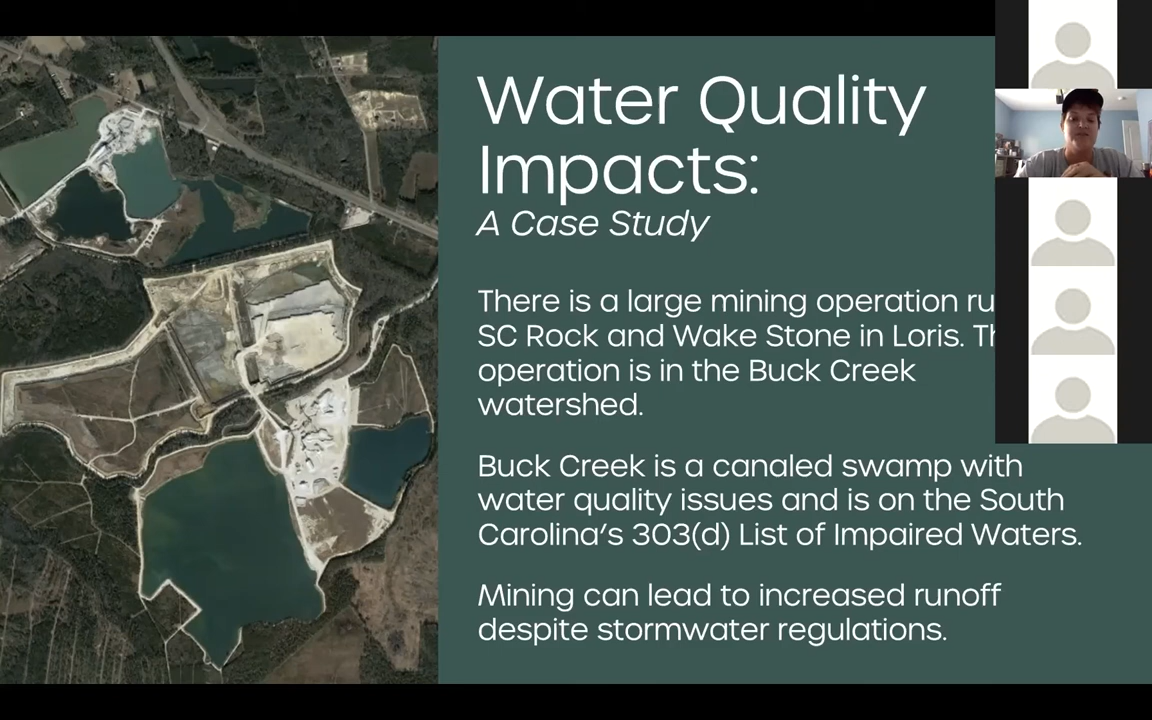 Water Quality
Impacts:
A Case Study
There is a large mining operation ru
SC Rock and Wake Stone in Loris. Th
operation is in the Buck Creek
watershed.
Buck Creek is a canaled swamp with
water quality issues and is on the South
Carolina's 303(d) List of Impaired Waters.
Mining can lead to increased runoff
despite stormwater regulations.